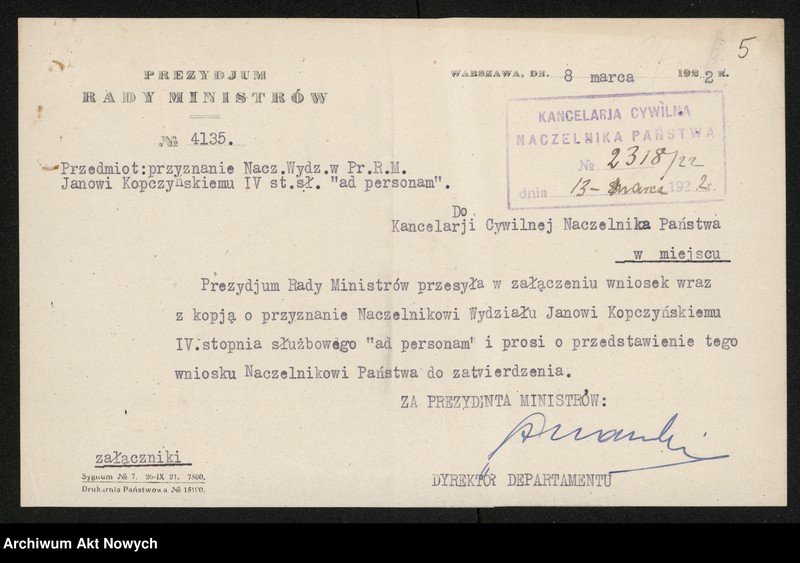 5
PREZYDJUM
RADY MINISTRÓW
№ 4135.
WARSZAWA, DN. 8 marca 1922 R.
KANCELARJA CYWILNA
NACZELNIKA PAŃSTWA
№ 2318/22
dnia 13- marca 1922 r.
Przedmiot:przyznanie Nacz.Wydz.w Pr.R.M.
Janowi Kopczyńskiemu IV st.sł. "ad personam".
Do
Kancelarji Cywilnej Naczelnika Państwa
w miejscu
Prezydjum Rady Ministrów przesyła w załączeniu wniosek wraz
z kopją o przyznanie Naczelnikowi Wydziału Janowi Kopczyńskiemu
IV.stopnia służbowego "ad personam" i prosi o przedstawienie tego
wniosku Naczelnikowi Państwa do zatwierdzenia.
ZA PREZYDENTA MINISTRÓW:
DYREKTOR DEPARTAMENTU
załączniki
Sygnum № 7. 20-IX 21. 7500.
Drukarnia Państwowa № 15190.
Archiwum Akt Nowych